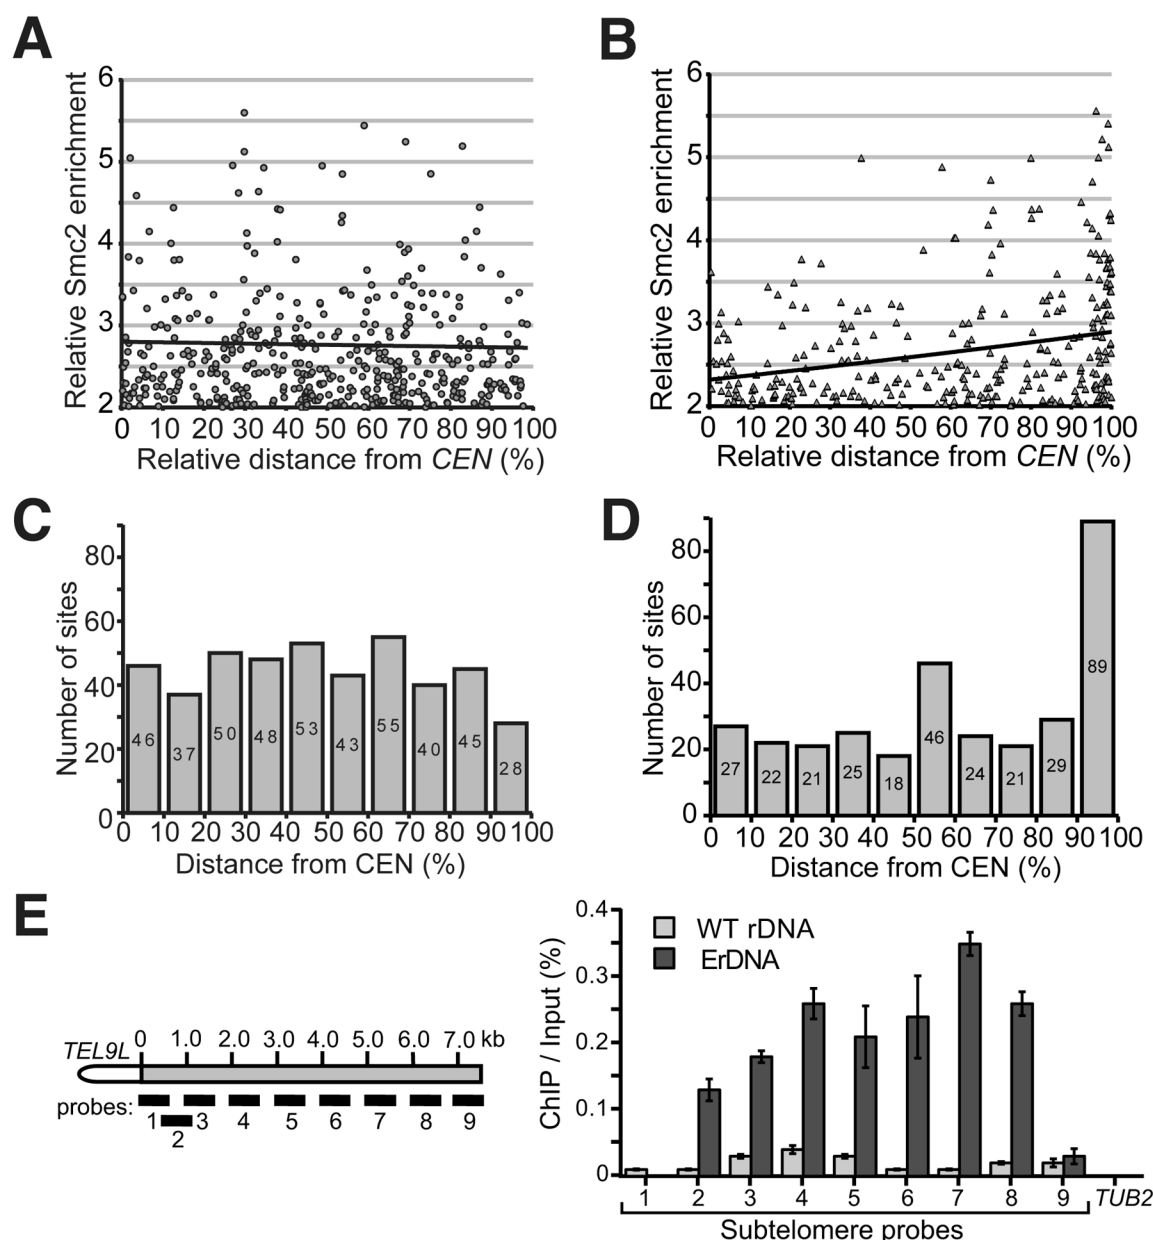 A
Relative Smc2 enrichment
6
5
4
3
2
0 10 20 30 40 50 60 70 80 90 100
Relative distance from CEN (%)
B
Relative Smc2 enrichment
6
5
4
3
2
0 10 20 30 40 50 60 70 80 90 100
Relative distance from CEN (%)
C
Number of sites
80
60
40
20
0
46 37 50 48 53 43 55 40 45 28
0 10 20 30 40 50 60 70 80 90 100
Distance from CEN (%)
D
Number of sites
80
60
40
20
0
27 22 21 25 18 46 24 21 29 89
0 10 20 30 40 50 60 70 80 90 100
Distance from CEN (%)
E
TEL9L
0 1.0 2.0 3.0 4.0 5.0 6.0 7.0 kb
probes:
1 3 4 5 6 7 8 9
2
ChIP / Input (%)
0.4
0.3
0.2
0.1
0
WT rDNA
ErDNA
1 2 3 4 5 6 7 8 9 TUB2
Subtelomere probes